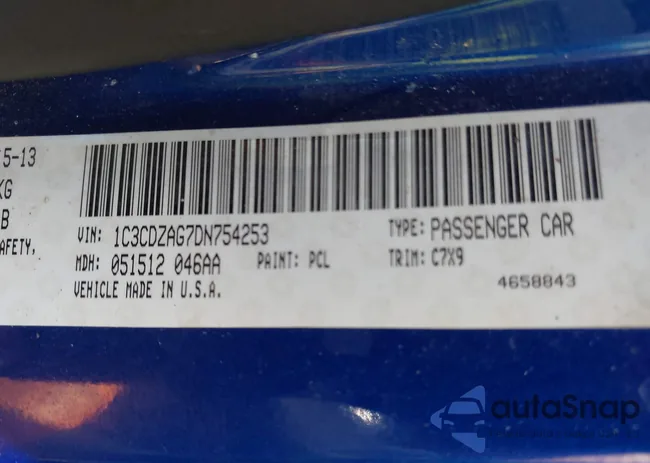 5-13
KG
B
AFETY,
VIN: 1C3CDZAG7DN754253 TYPE: PASSENGER CAR
MDH: 051512 046AA PAINT: PCL TRIM: C7X9
VEHICLE MADE IN U.S.A. 4658843
autoSnap